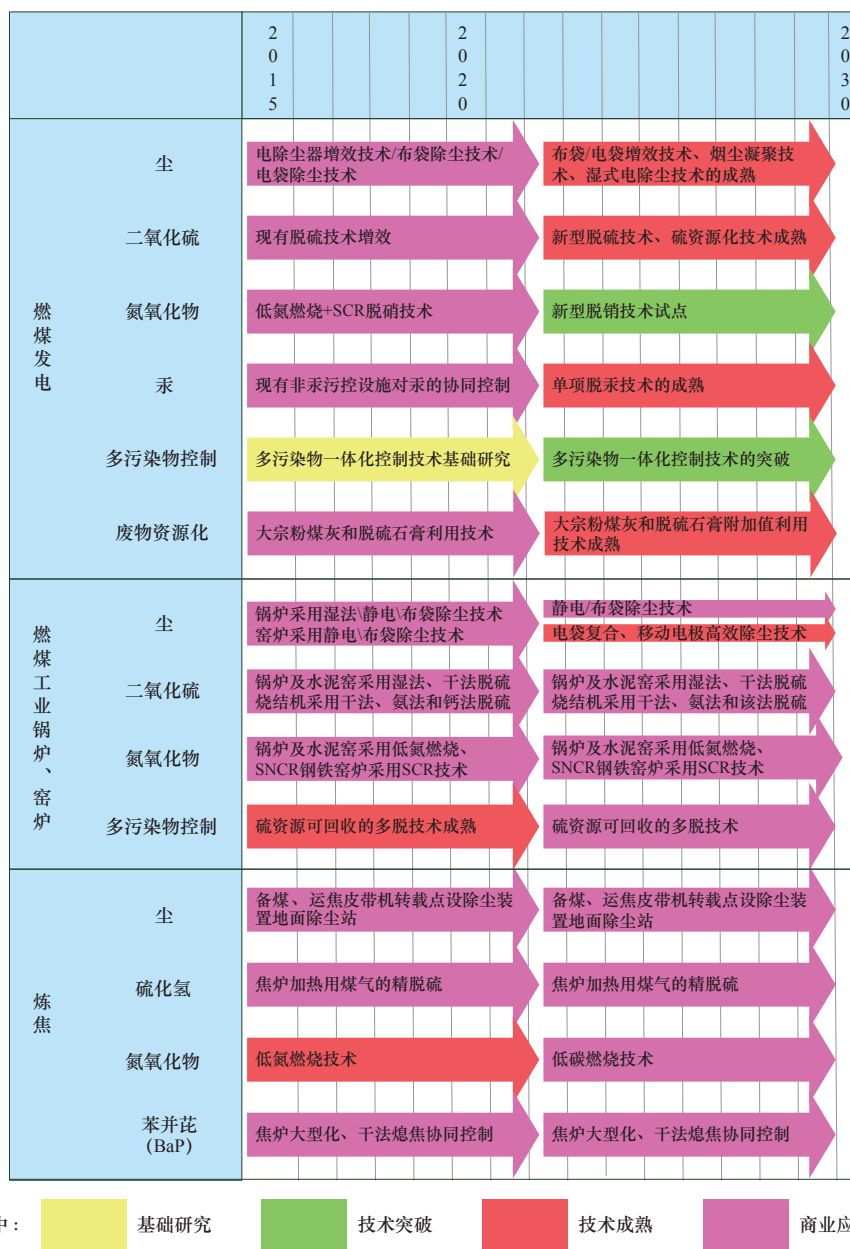 2015
2020
2030
燃煤发电
尘
电除尘器增效技术/布袋除尘技术/
电袋除尘技术
布袋/电袋增效技术、烟尘凝聚技
术、湿式电除尘技术的成熟
二氧化硫
现有脱硫技术增效
新型脱硫技术、硫资源化技术成熟
氮氧化物
低氮燃烧+SCR脱硝技术
新型脱销技术试点
汞
现有非汞污控设施对汞的协同控制
单项脱汞技术的成熟
多污染物控制
多污染物一体化控制技术基础研究
多污染物一体化控制技术的突破
废物资源化
大宗粉煤灰和脱硫石膏利用技术
大宗粉煤灰和脱硫石膏附加值利用
技术成熟
燃煤工业锅炉、窑炉
尘
锅炉采用湿法\静电\布袋除尘技术
窑炉采用静电\布袋除尘技术
静电/布袋除尘技术
电袋复合、移动电极高效除尘技术
二氧化硫
锅炉及水泥窑采用湿法、干法脱硫
烧结机采用干法、氨法和钙法脱硫
锅炉及水泥窑采用湿法、干法脱硫
烧结机采用干法、氨法和该法脱硫
氮氧化物
锅炉及水泥窑采用低氮燃烧、
SNCR钢铁窑炉采用SCR技术
锅炉及水泥窑采用低氮燃烧、
SNCR钢铁窑炉采用SCR技术
多污染物控制
硫资源可回收的多脱技术成熟
硫资源可回收的多脱技术
炼焦
尘
备煤、运焦皮带机转载点设除尘装
置地面除尘站
备煤、运焦皮带机转载点设除尘装
置地面除尘站
硫化氢
焦炉加热用煤气的精脱硫
焦炉加热用煤气的精脱硫
氮氧化物
低氮燃烧技术
低碳燃烧技术
苯并芘
(BaP)
焦炉大型化、干法熄焦协同控制
焦炉大型化、干法熄焦协同控制
中：
基础研究
技术突破
技术成熟
商业应